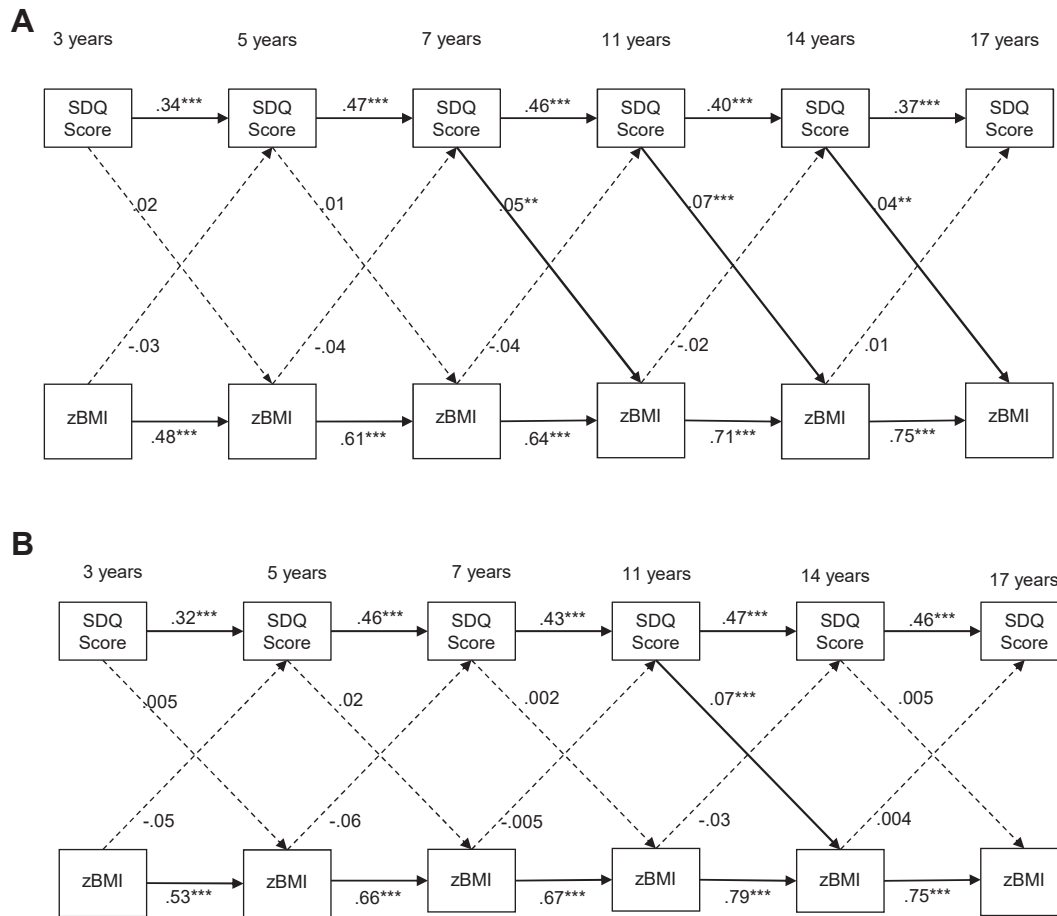 A
3 years 5 years 7 years 11 years 14 years 17 years
SDQ Score .34*** SDQ Score .47*** SDQ Score .46*** SDQ Score .40*** SDQ Score .37*** SDQ Score
.02 .01 .05** .07*** .04**
-.03 -.04 -.04 -.02 .01
zBMI zBMI zBMI zBMI zBMI zBMI
.48*** .61*** .64*** .71*** .75***
B
3 years 5 years 7 years 11 years 14 years 17 years
SDQ Score .32*** SDQ Score .46*** SDQ Score .43*** SDQ Score .47*** SDQ Score .46*** SDQ Score
.005 .02 .002 .07*** .005
-.05 -.06 -.005 -.03 .004
zBMI zBMI zBMI zBMI zBMI zBMI
.53*** .66*** .67*** .79*** .75***